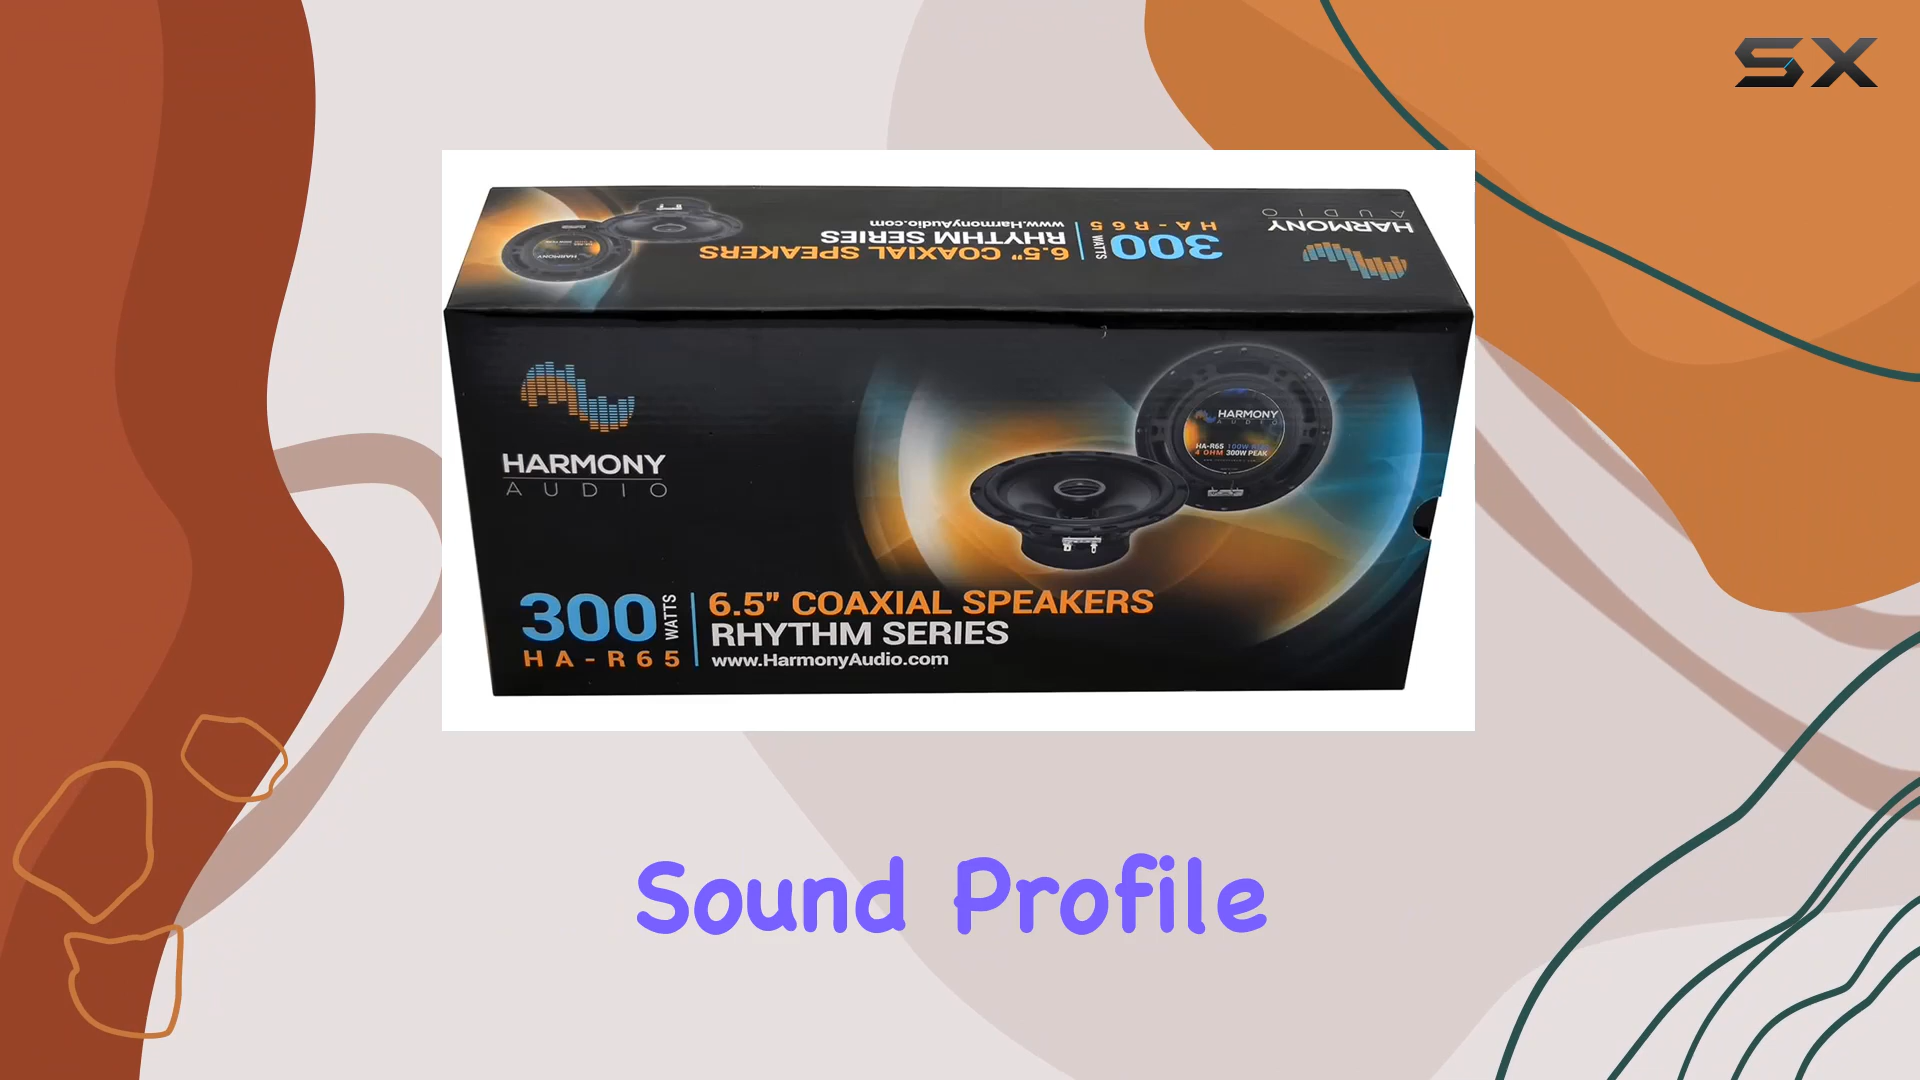 SX
HARMONY
AUDIO
300 WATTS
HA-R65
6.5" COAXIAL SPEAKERS
RHYTHM SERIES
www.HarmonyAudio.com
HARMONY
AUDIO
HARMONY
AUDIO
HA-R65 100W
4 OHM 300W PEAK
300 WATTS
HA-R65
6.5" COAXIAL SPEAKERS
RHYTHM SERIES
www.HarmonyAudio.com
Sound Profile